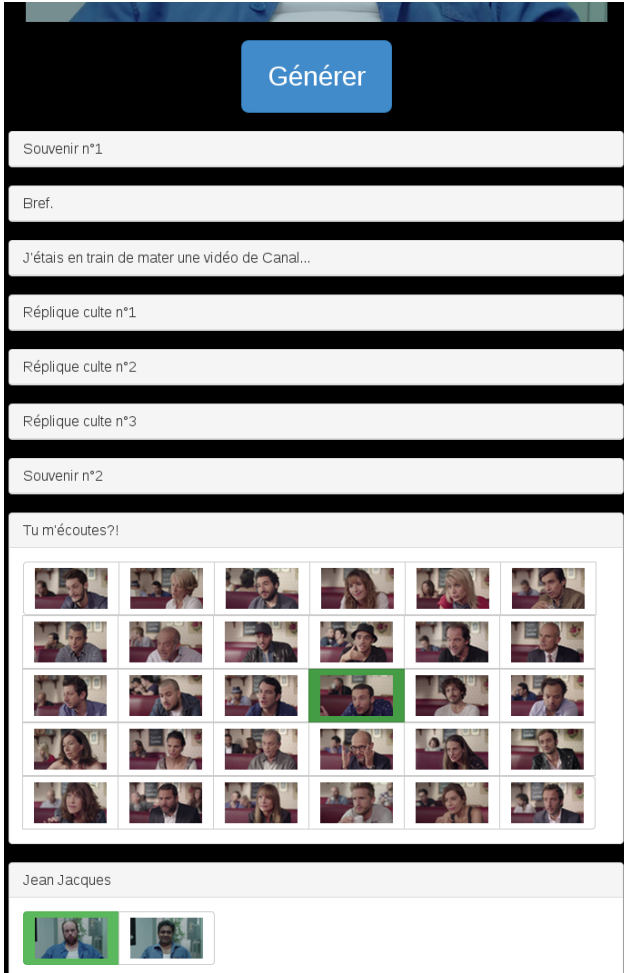 Générer
Souvenir n°1
Bref.
J'étais en train de mater une vidéo de Canal...
Réplique culte n°1
Réplique culte n°2
Réplique culte n°3
Souvenir n°2
Tu m'écoutes?!
Jean Jacques